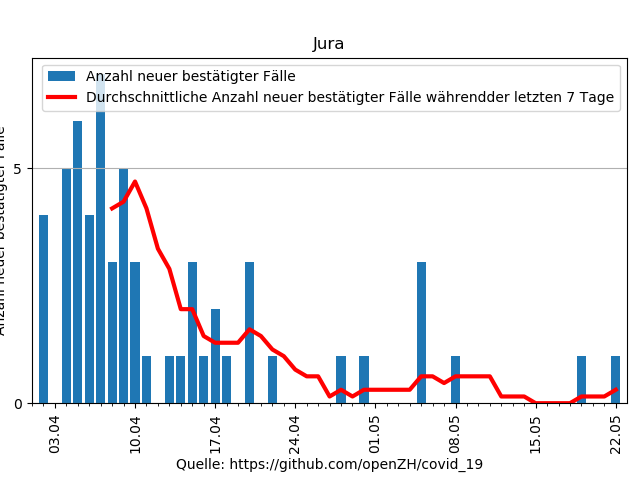 Jura
Anzahl neuer bestätigter Fälle
Durchschnittliche Anzahl neuer bestätigter Fälle währendder letzten 7 Tage
Anzahl neuer bestätigter Fälle
5
0
03.04
10.04
17.04
24.04
01.05
08.05
15.05
22.05
Quelle: https://github.com/openZH/covid_19